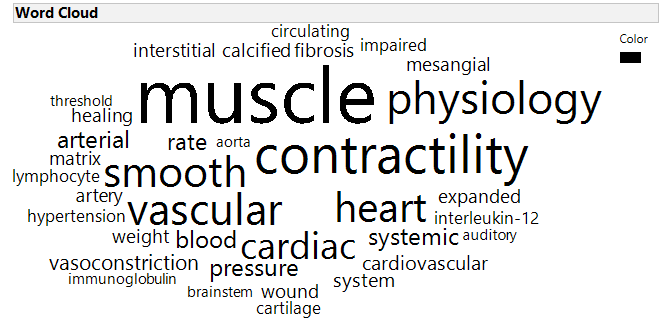 Word Cloud
circulating
Color
interstitial calcified fibrosis impaired
mesangial
muscle physiology
threshold
healing
arterial rate aorta contractility
matrix
lymphocyte smooth
artery vascular heart expanded
hypertension interleukin-12
weight blood cardiac systemic auditory
vasoconstriction pressure cardiovascular
immunoglobulin system
brainstem wound
cartilage